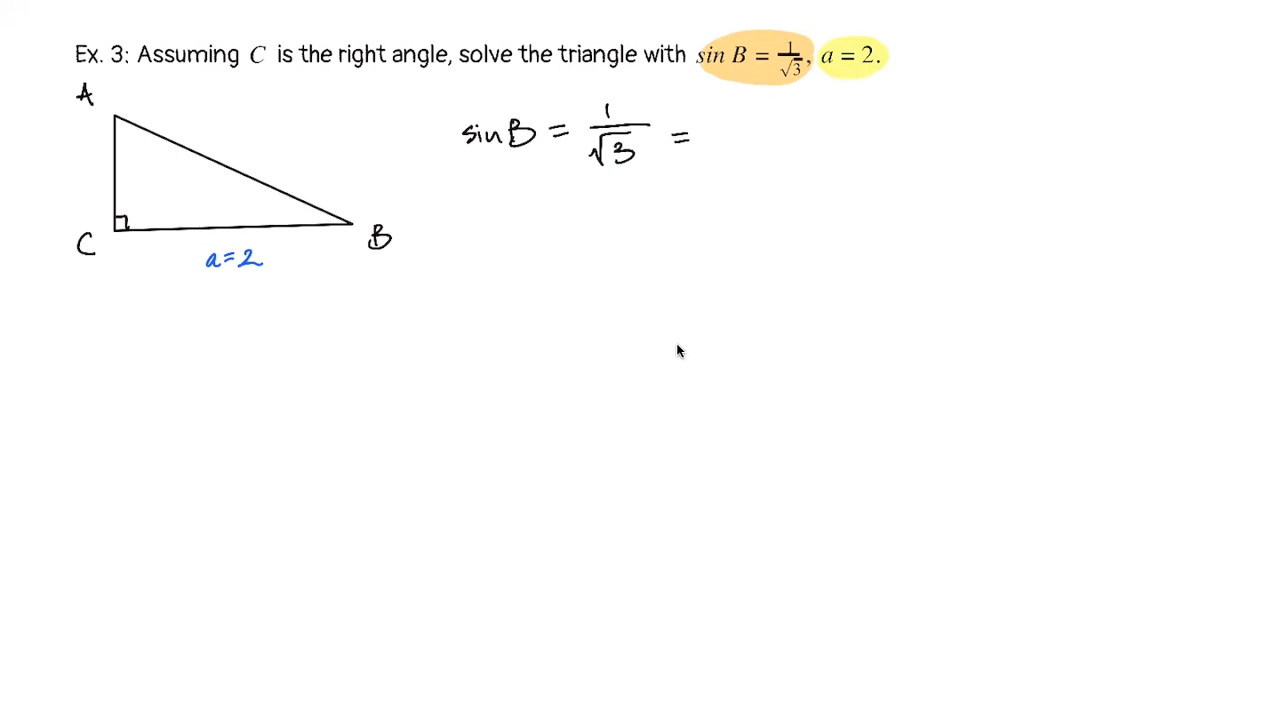 Ex. 3: Assuming C is the right angle, solve the triangle with sin B = 1/√3, a = 2.
A
sin B = 1/√3 =
C
B
a = 2